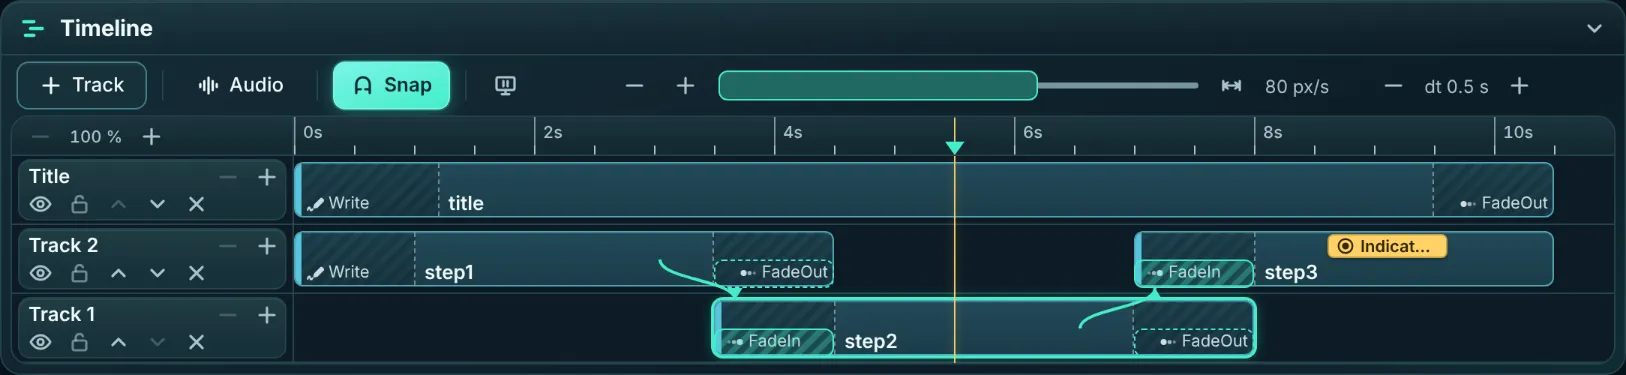 Timeline
Track Audio Snap 80 px/s dt 0.5 s
100 % 0s 2s 4s 6s 8s 10s
Title
Write title FadeOut
Track 2
Indicat...
Write step1 FadeOut FadeIn step3
Track 1
FadeIn step2 FadeOut